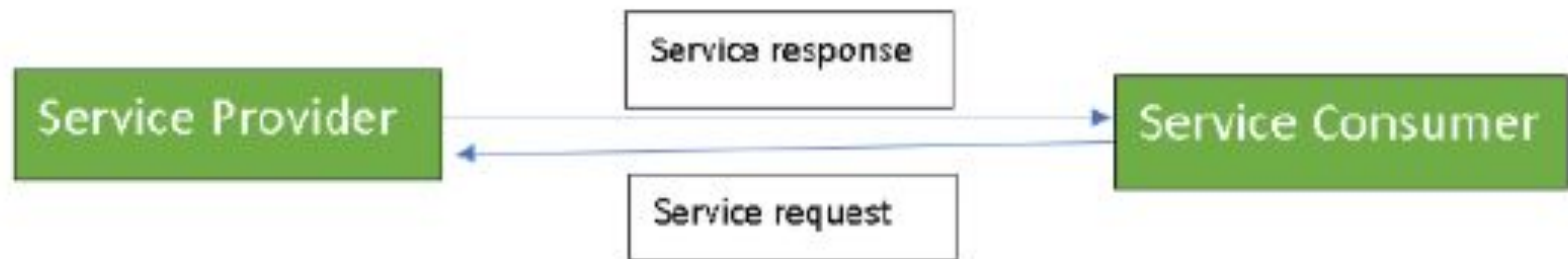 Service response
Service Provider
Service Consumer
Service request